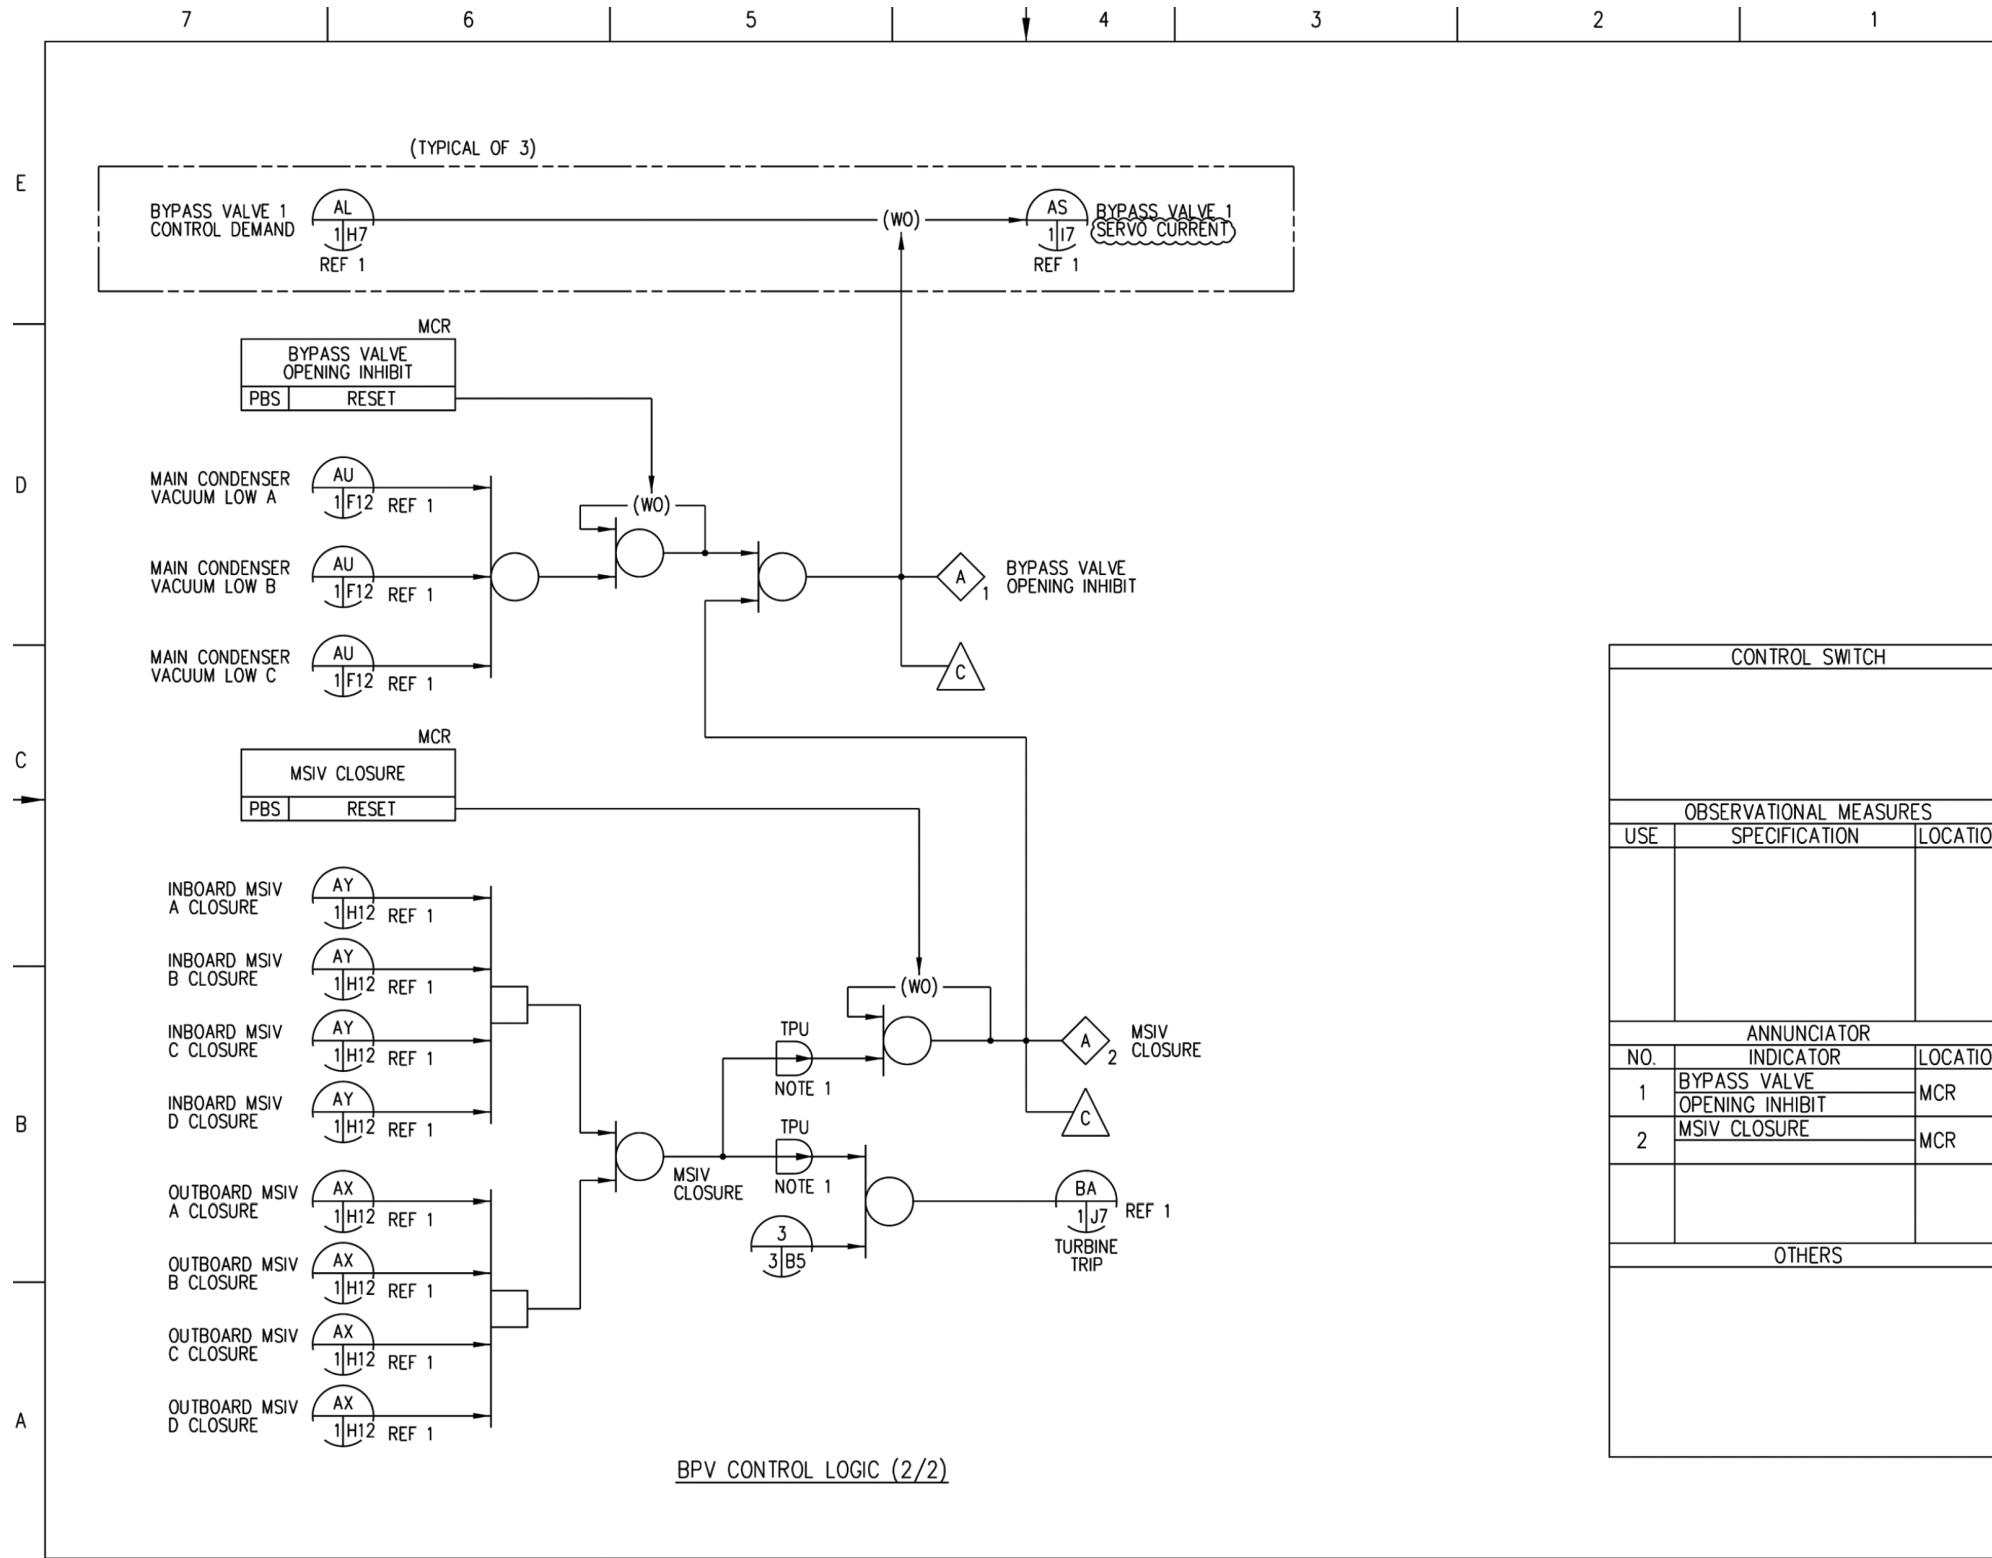 7 6 5 4 3 2 1
(TYPICAL OF 3)
E
BYPASS VALVE 1
CONTROL DEMAND
AL
1 H7
REF 1
(WO)
AS
1 I7
REF 1
BYPASS VALVE 1
SERVO CURRENT
MCR
BYPASS VALVE
OPENING INHIBIT
PBS RESET
D
MAIN CONDENSER
VACUUM LOW A
AU
1 F12
REF 1
(WO)
MAIN CONDENSER
VACUUM LOW B
AU
1 F12
REF 1
A
1
BYPASS VALVE
OPENING INHIBIT
MAIN CONDENSER
VACUUM LOW C
AU
1 F12
REF 1
C
MCR
C
MSIV CLOSURE
PBS RESET
INBOARD MSIV
A CLOSURE
AY
1 H12
REF 1
INBOARD MSIV
B CLOSURE
AY
1 H12
REF 1
(WO)
INBOARD MSIV
C CLOSURE
AY
1 H12
REF 1
TPU
NOTE 1
A
2
MSIV
CLOSURE
B
INBOARD MSIV
D CLOSURE
AY
1 H12
REF 1
C
TPU
NOTE 1
MSIV
CLOSURE
OUTBOARD MSIV
A CLOSURE
AX
1 H12
REF 1
BA
1 J7
REF 1
TURBINE
TRIP
3
3 B5
OUTBOARD MSIV
B CLOSURE
AX
1 H12
REF 1
OUTBOARD MSIV
C CLOSURE
AX
1 H12
REF 1
A
OUTBOARD MSIV
D CLOSURE
AX
1 H12
REF 1
BPV CONTROL LOGIC (2/2)
CONTROL SWITCH
OBSERVATIONAL MEASURES
USE SPECIFICATION LOCATIO
ANNUNCIATOR
NO. INDICATOR LOCATIO
1 BYPASS VALVE
OPENING INHIBIT MCR
2 MSIV CLOSURE MCR
OTHERS